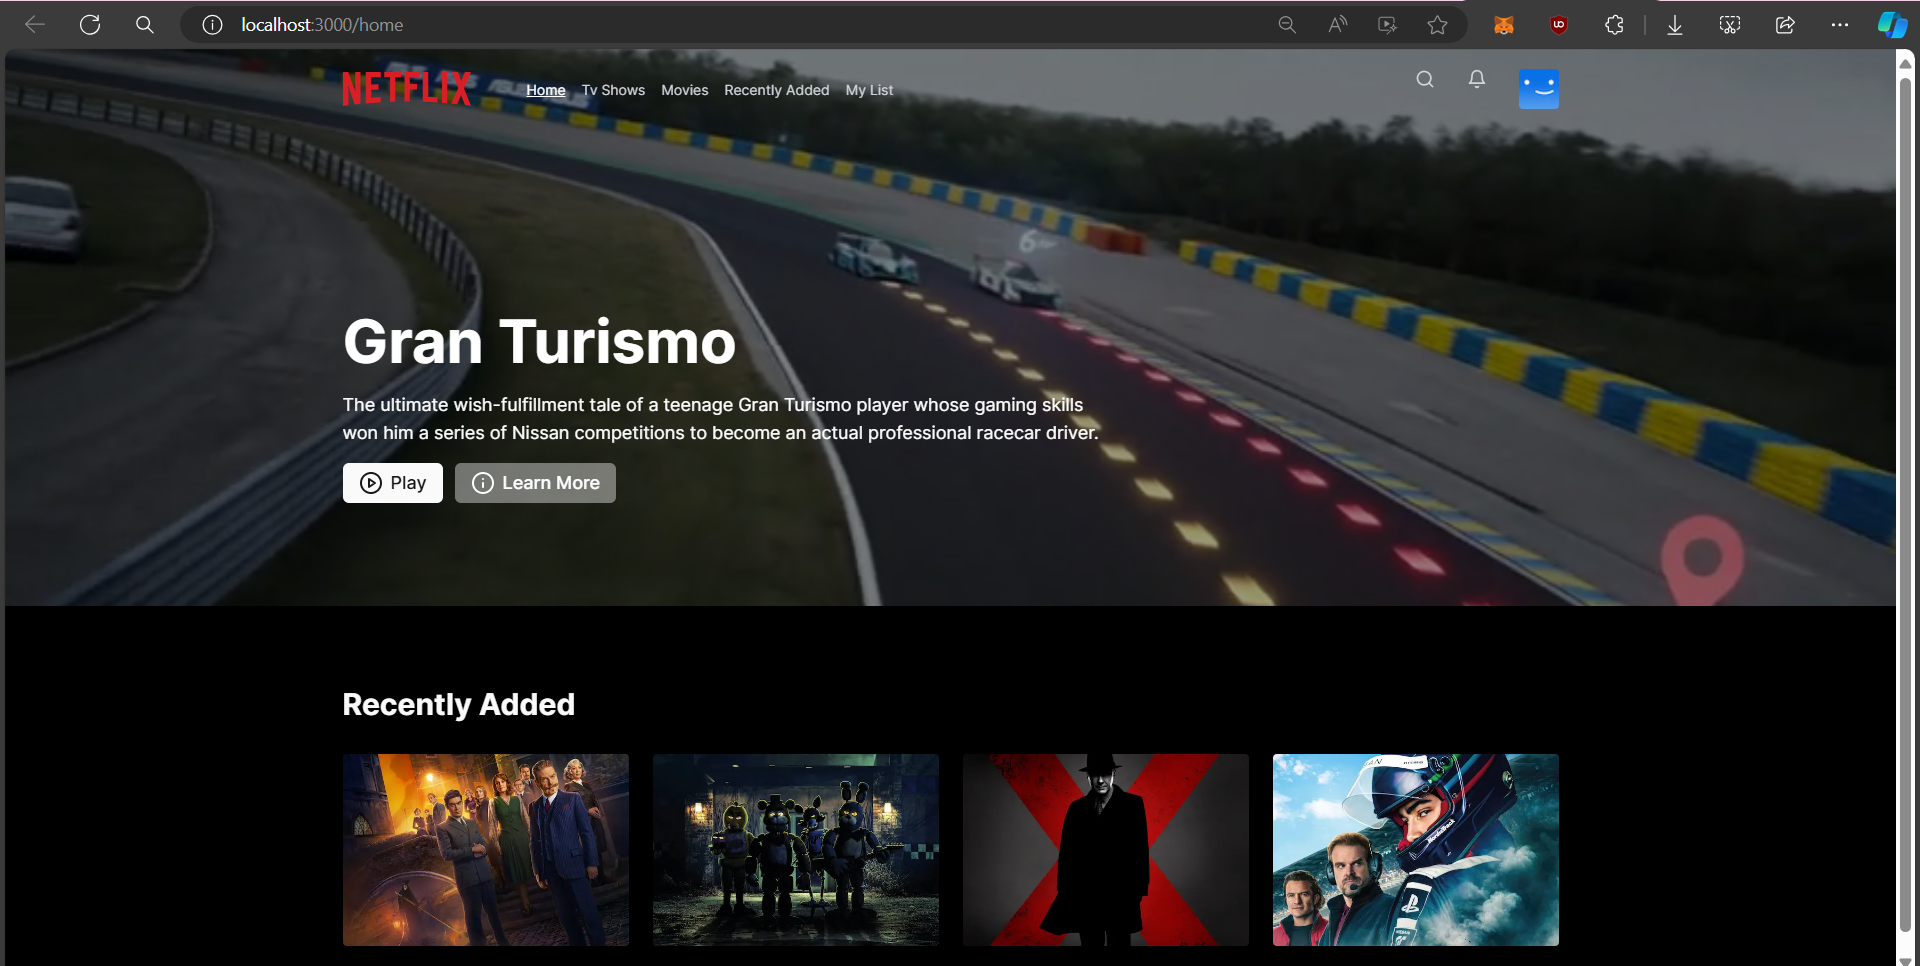 localhost:3000/home
NETFLIX
Home Tv Shows Movies Recently Added My List
Gran Turismo
The ultimate wish-fulfillment tale of a teenage Gran Turismo player whose gaming skills
won him a series of Nissan competitions to become an actual professional racecar driver.
Play Learn More
Recently Added